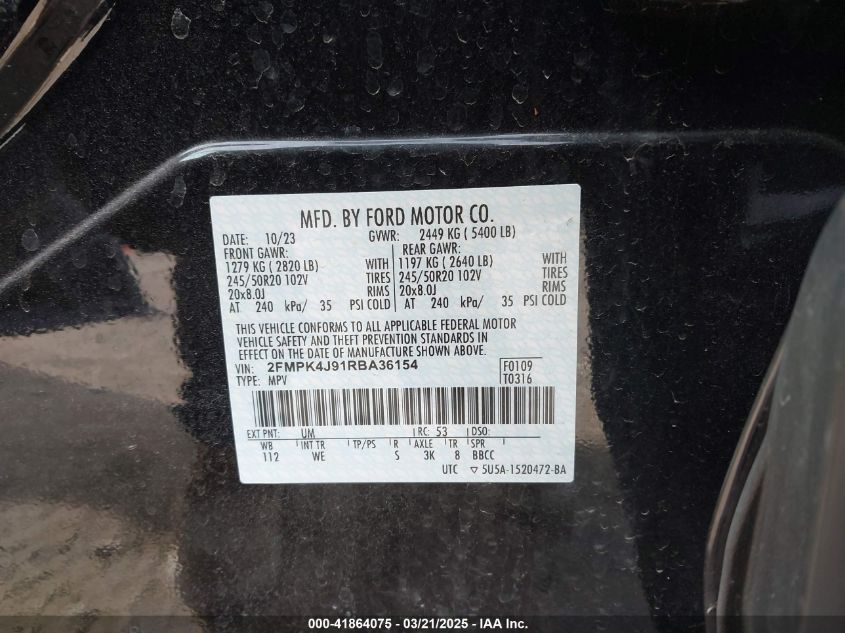 MFD. BY FORD MOTOR CO.
DATE: 10/23 GVWR: 2449 KG ( 5400 LB)
FRONT GAWR: REAR GAWR:
1279 KG ( 2820 LB) WITH 1197 KG ( 2640 LB) WITH
245/50R20 102V TIRES 245/50R20 102V TIRES
20x8.0J RIMS 20x8.0J RIMS
AT 240 kPa/ 35 PSI COLD AT 240 kPa/ 35 PSI COLD
THIS VEHICLE CONFORMS TO ALL APPLICABLE FEDERAL MOTOR
VEHICLE SAFETY AND THEFT PREVENTION STANDARDS IN
EFFECT ON THE DATE OF MANUFACTURE SHOWN ABOVE.
VIN: 2FMPK4J91RBA36154 F0109
TYPE: MPV T0316
EXT PNT: UM RC: 53 DSO:
WB INT TR TP/PS R AXLE TR SPR
112 WE S 3K 8 BBCC
UTC ▽ 5U5A-1520472-BA
000-41864075 - 03/21/2025 - IAA Inc.